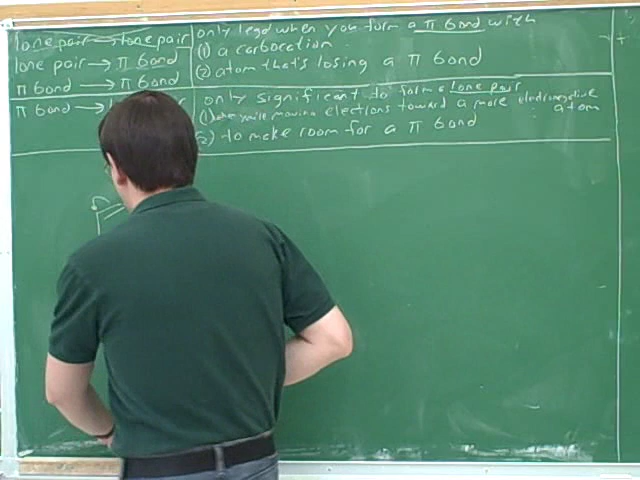 lone pair → lone pair
lone pair → π bond
π bond → π bond
π bond →
only legal when you form a π bond with
(1) a carbocation
(2) atom that's losing a π bond
only significant to form a lone pair
(1) you're moving electrons toward a more electronegative atom
(2) to make room for a π bond